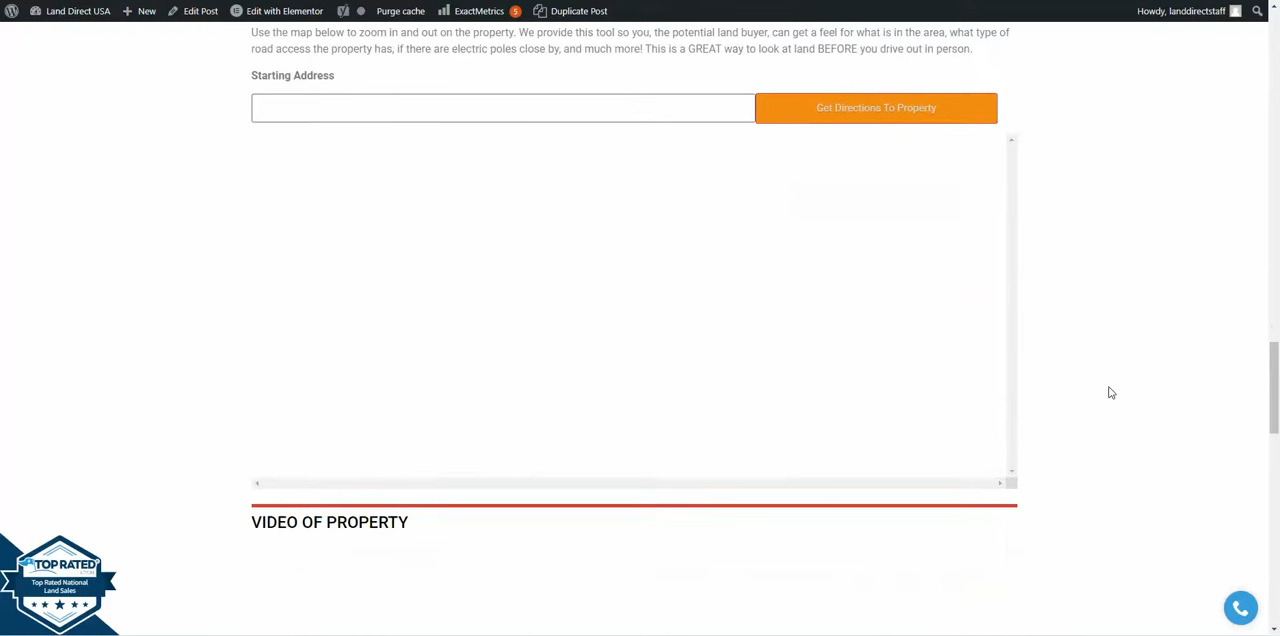 Land Direct USA New Edit Post Edit with Elementor Purge cache ExactMetrics 5 Duplicate Post Howdy, landdirectstaff
Use the map below to zoom in and out on the property. We provide this tool so you, the potential land buyer, can get a feel for what is in the area, what type of
road access the property has, if there are electric poles close by, and much more! This is a GREAT way to look at land BEFORE you drive out in person.
Starting Address
Get Directions To Property
VIDEO OF PROPERTY
TOP RATED
Top Rated National
Land Sales